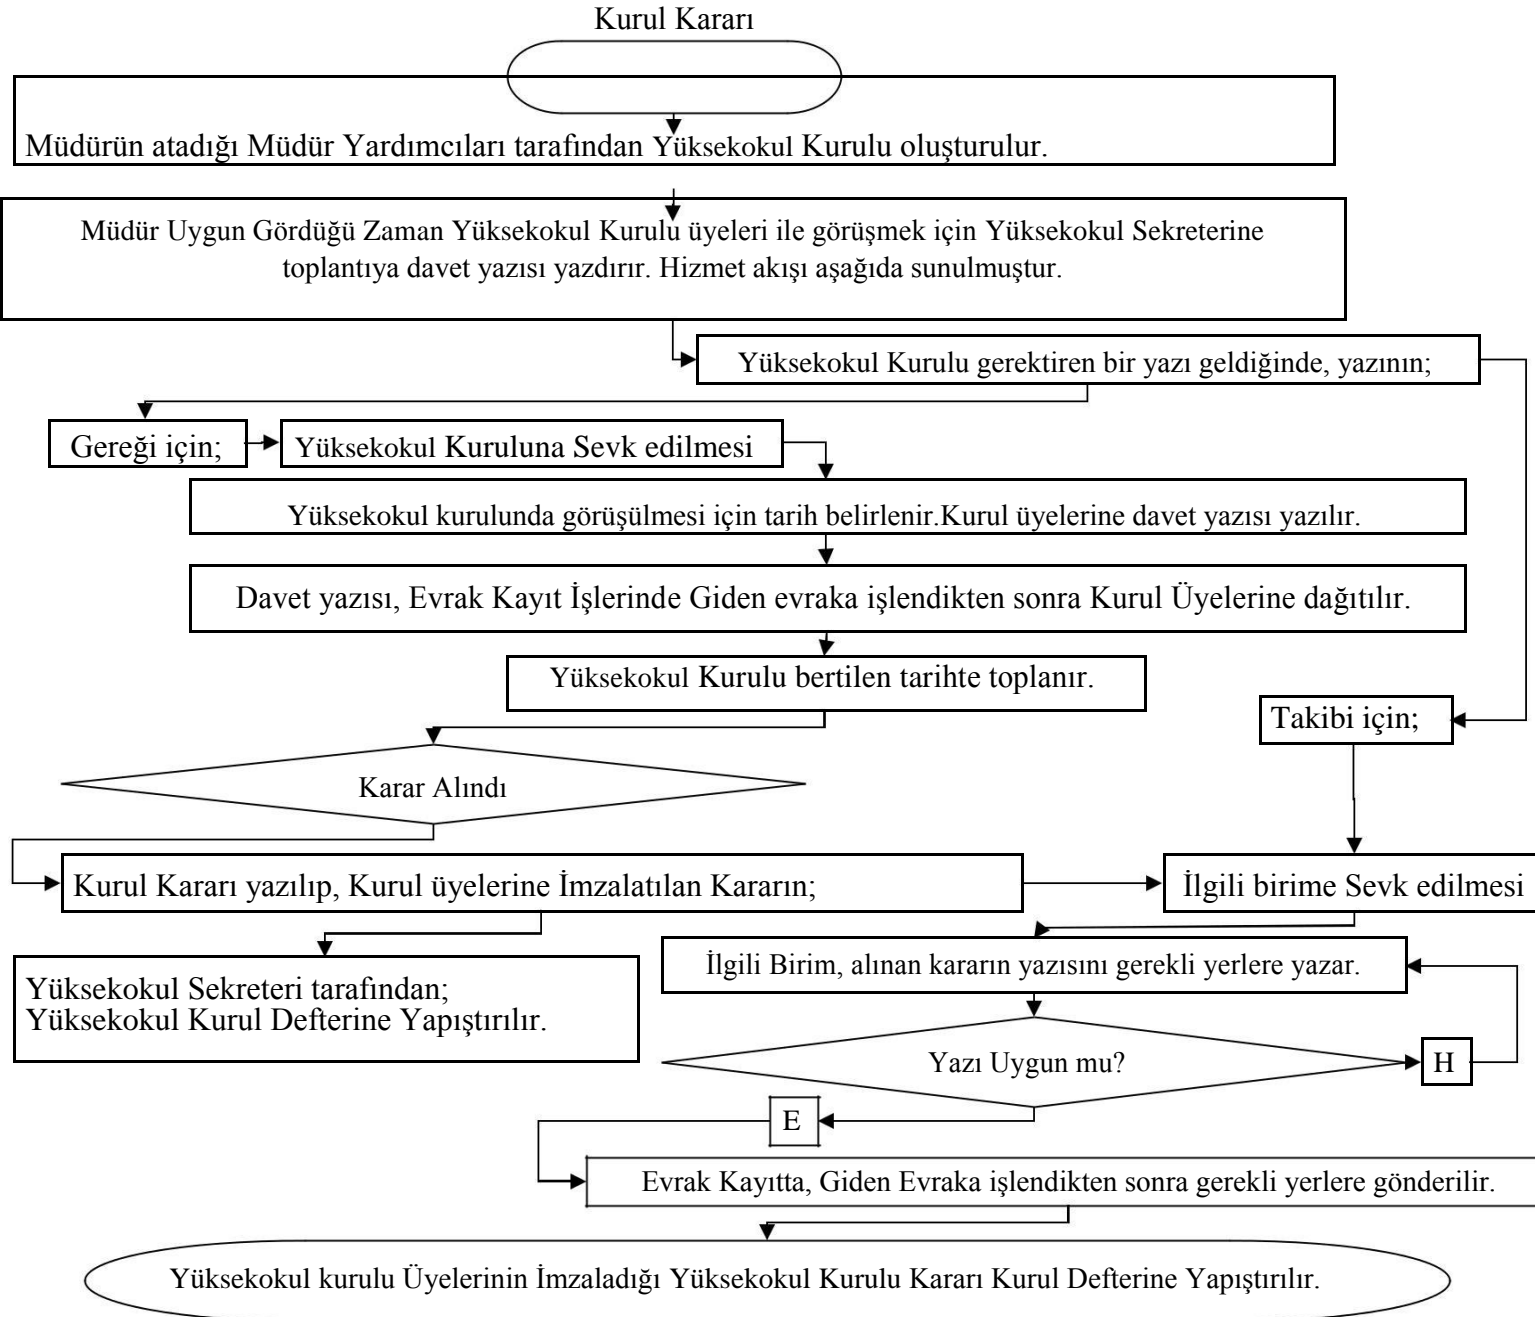 Kurul Kararı
Müdürün atadığı Müdür Yardımcıları tarafından Yüksekokul Kurulu oluşturulur.
Müdür Uygun Gördüğü Zaman Yüksekokul Kurulu üyeleri ile görüşmek için Yüksekokul Sekreterine
toplantıya davet yazısı yazdırır. Hizmet akışı aşağıda sunulmuştur.
Yüksekokul Kurulu gerektiren bir yazı geldiğinde, yazının;
Gereği için;
Yüksekokul Kuruluna Sevk edilmesi
Yüksekokul kurulunda görüşülmesi için tarih belirlenir.Kurul üyelerine davet yazısı yazılır.
Davet yazısı, Evrak Kayıt İşlerinde Giden evraka işlendikten sonra Kurul Üyelerine dağıtılır.
Yüksekokul Kurulu bertilen tarihte toplanır.
Takibi için;
Karar Alındı
Kurul Kararı yazılıp, Kurul üyelerine İmzalatılan Kararın;
İlgili birime Sevk edilmesi
Yüksekokul Sekreteri tarafından;
Yüksekokul Kurul Defterine Yapıştırılır.
İlgili Birim, alınan kararın yazısını gerekli yerlere yazar.
Yazı Uygun mu?
H
E
Evrak Kayıtta, Giden Evraka işlendikten sonra gerekli yerlere gönderilir.
Yüksekokul kurulu Üyelerinin İmzaladığı Yüksekokul Kurulu Kararı Kurul Defterine Yapıştırılır.